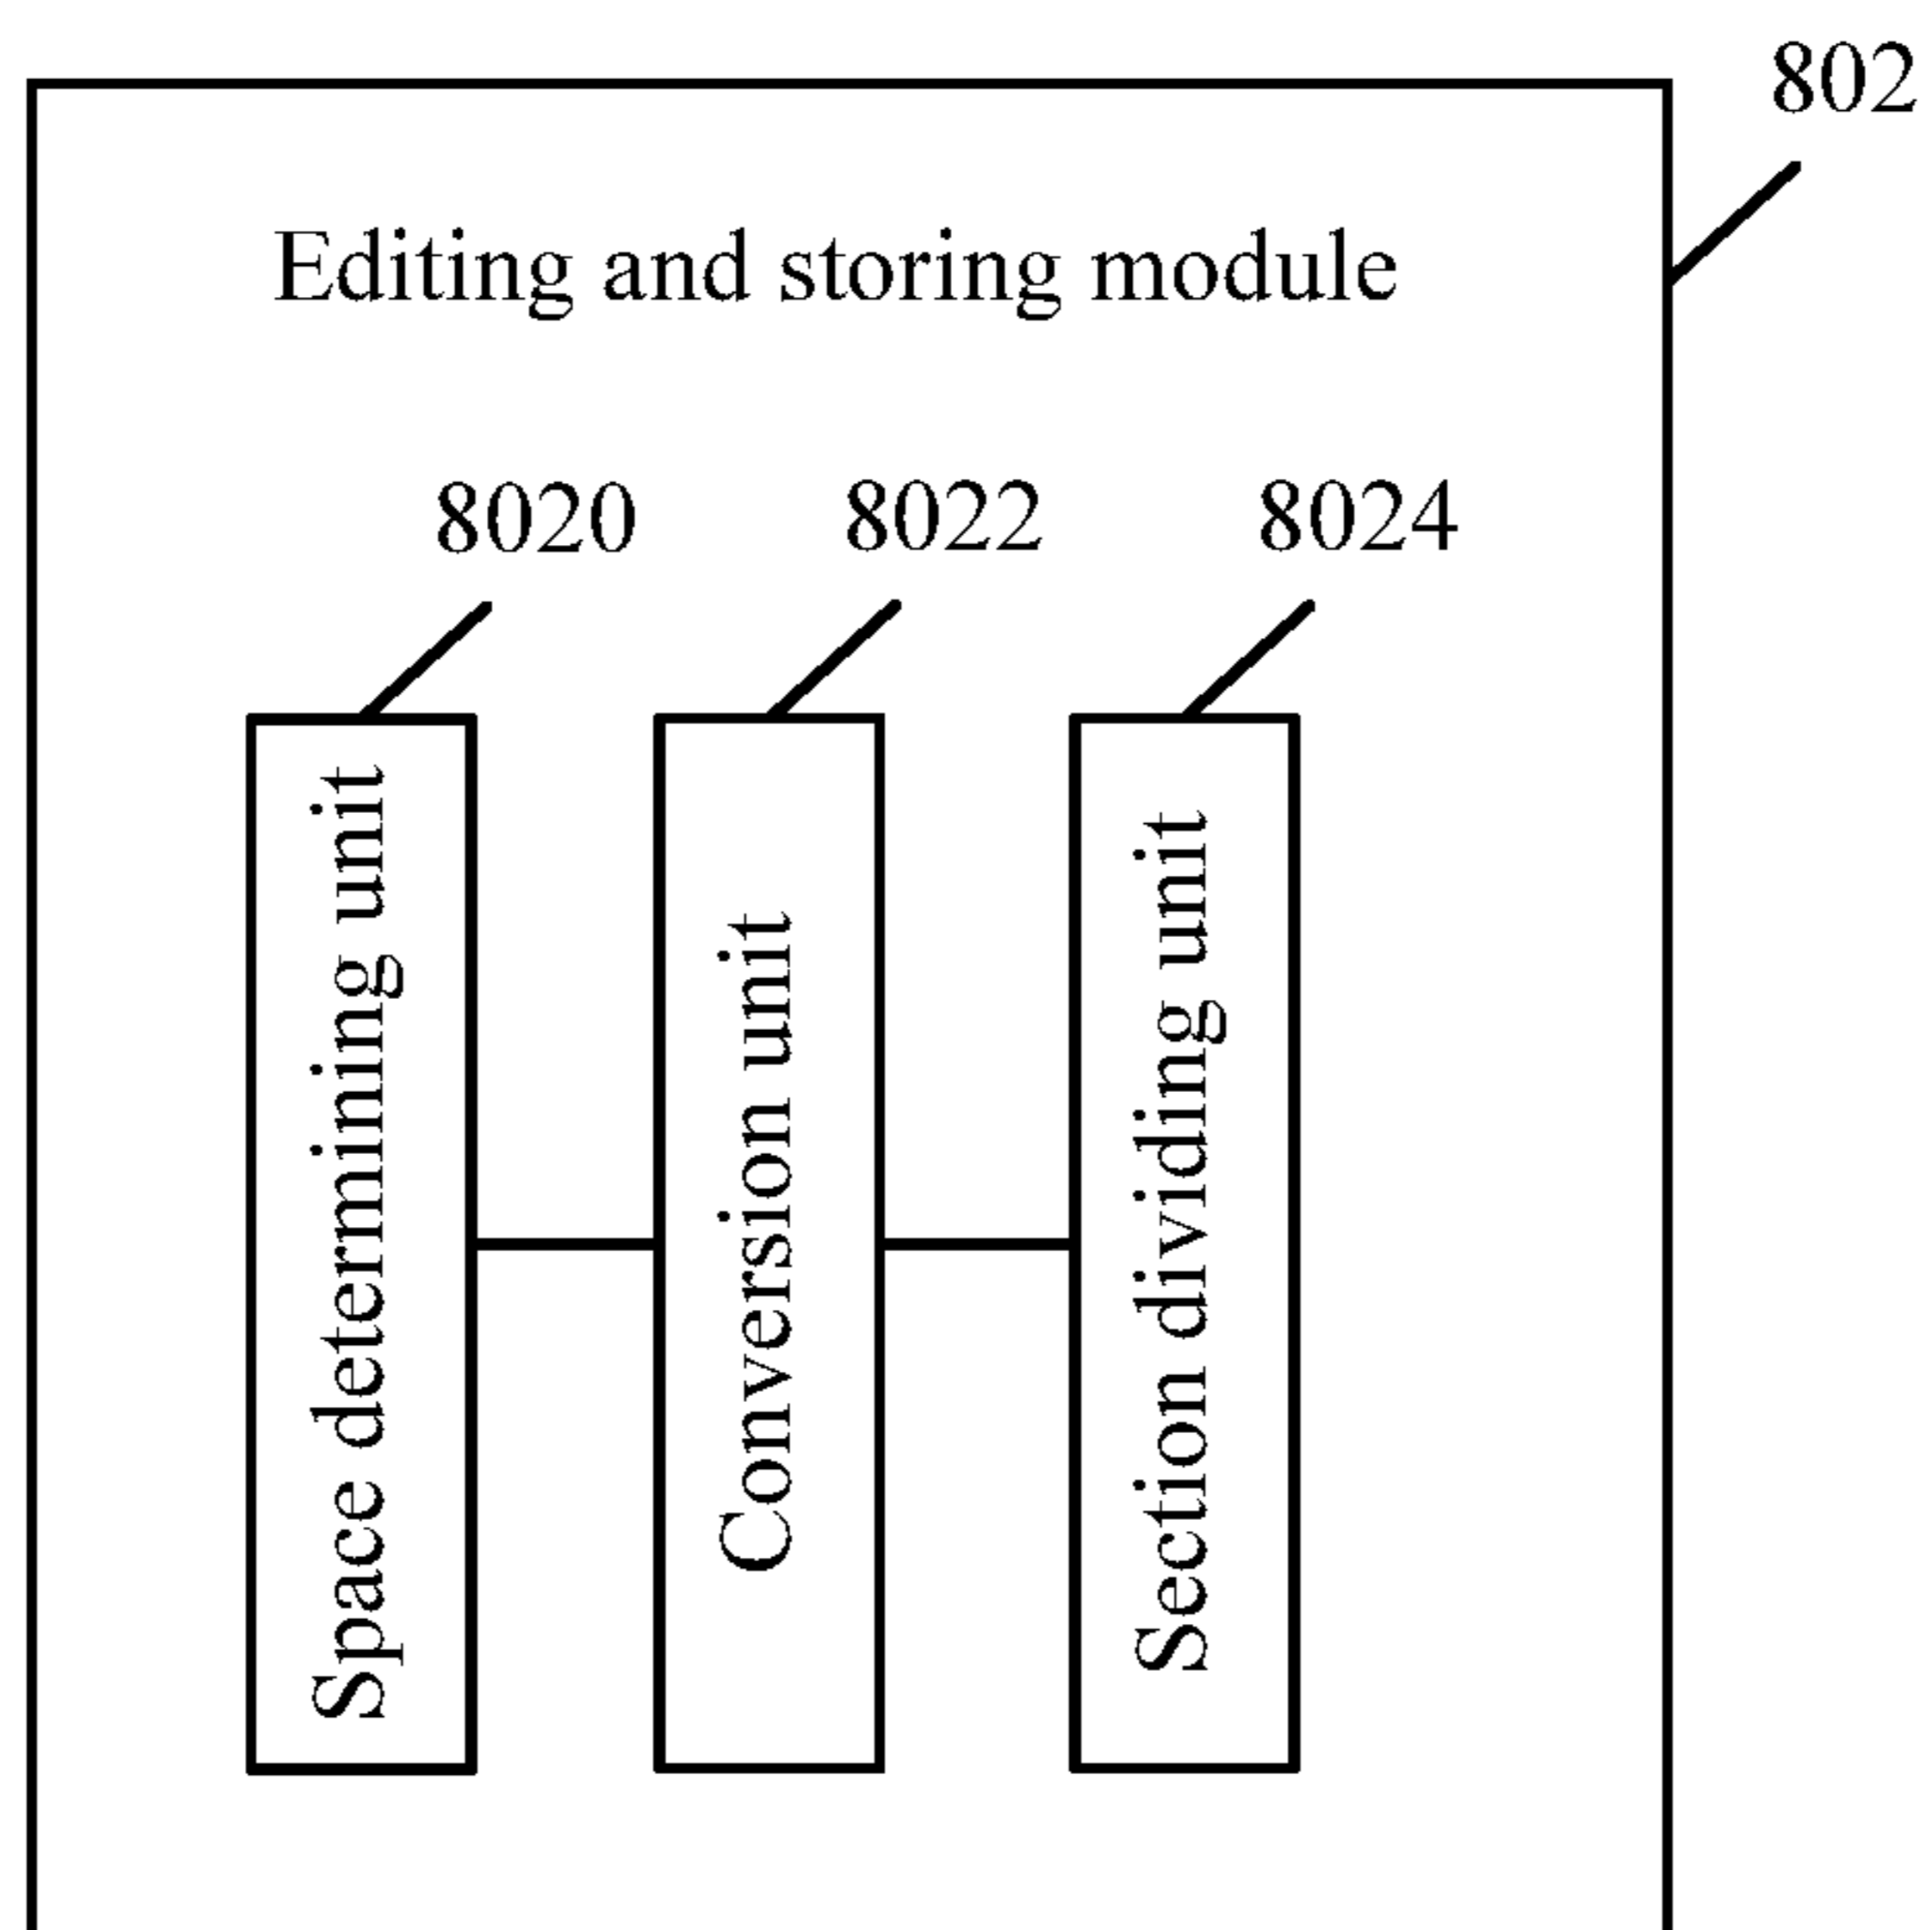 802
Editing and storing module
8020
8022
8024
Space determining unit
Conversion unit
Section dividing unit